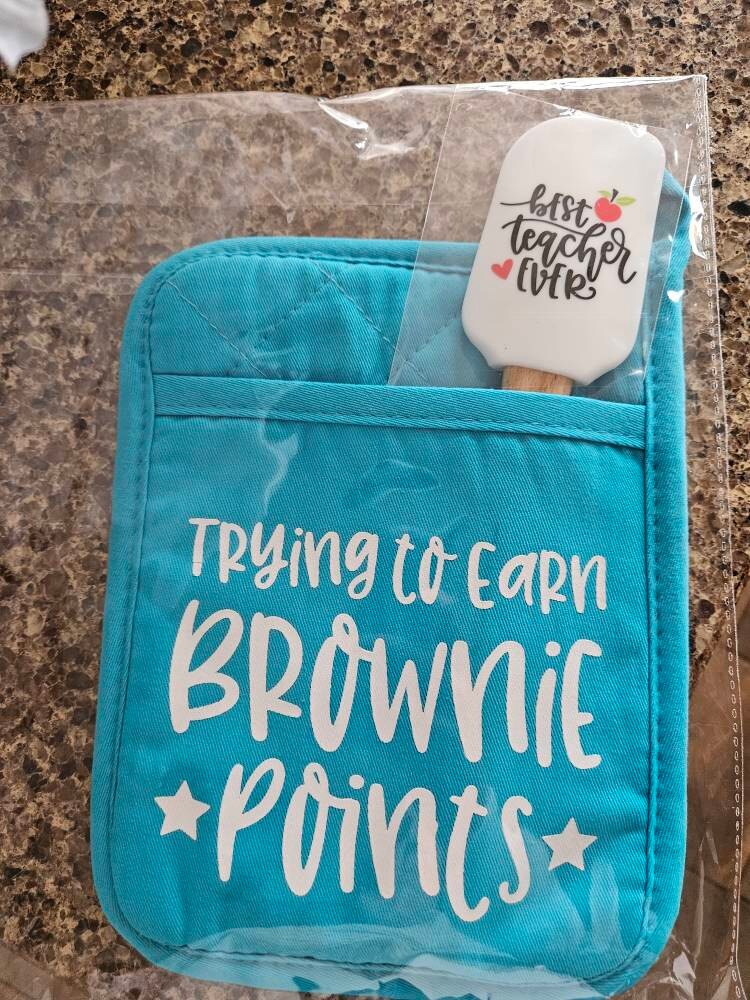 best
teacher
EVER
TRying to EaRn
BROWniE
Points